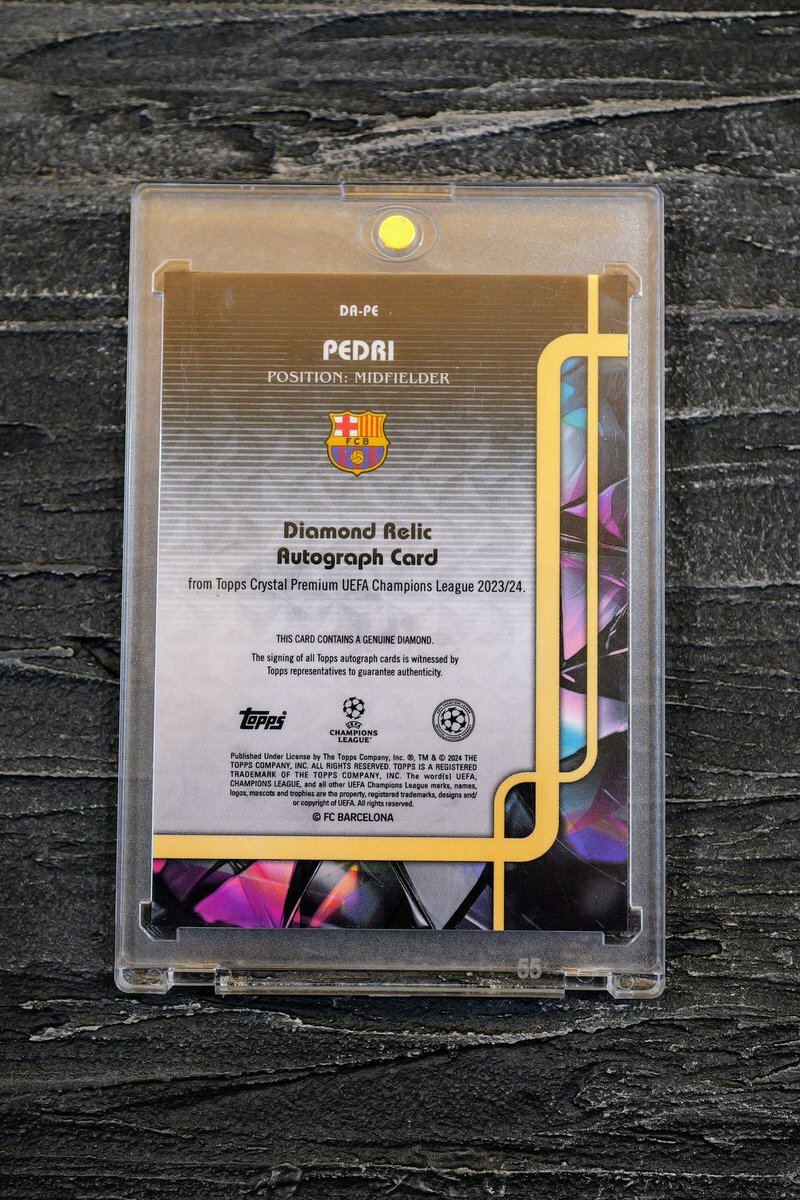 DA-PE
PEDRI
POSITION: MIDFIELDER
FCB
Diamond Relic
Autograph Card
from Topps Crystal Premium UEFA Champions League 2023/24.
THIS CARD CONTAINS A GENUINE DIAMOND.
The signing of all Topps autograph cards is witnessed by
Topps representatives to guarantee authenticity.
Topps
UEFA
CHAMPIONS
LEAGUE
Published Under License by The Topps Company, Inc. ®, TM & © 2024 THE
TOPPS COMPANY, INC. ALL RIGHTS RESERVED. TOPPS IS A REGISTERED
TRADEMARK OF THE TOPPS COMPANY, INC. The word(s) UEFA,
CHAMPIONS LEAGUE, and all other UEFA Champions League marks, names,
logos, mascots and trophies are the property, registered trademarks, designs and/
or copyright of UEFA. All rights reserved.
© FC BARCELONA
55